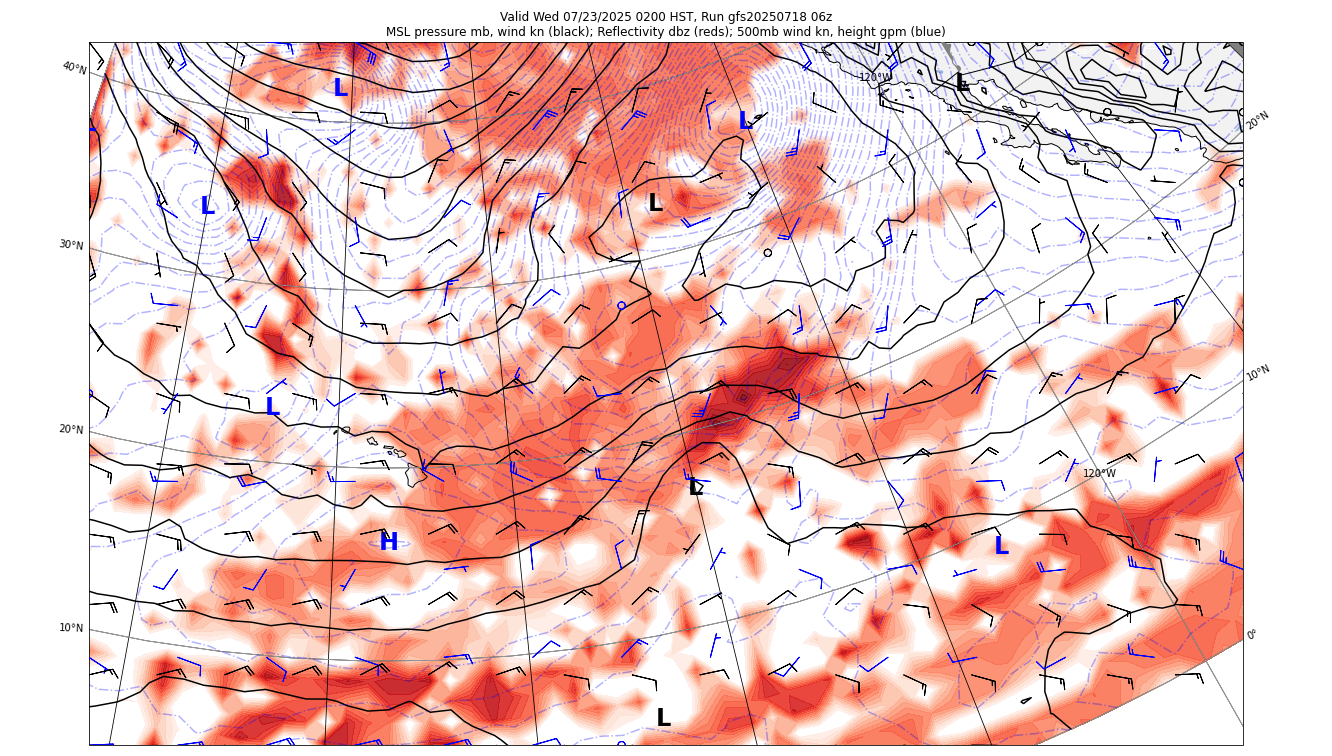 Valid Wed 07/23/2025 0200 HST, Run gfs20250718 06z
MSL pressure mb, wind kn (black); Reflectivity dbz (reds); 500mb wind kn, height gpm (blue)
40°N
120°W
L
L
L
20°N
L
L
30°N
10°N
L
20°N
120°W
L
H
L
10°N
0°
L